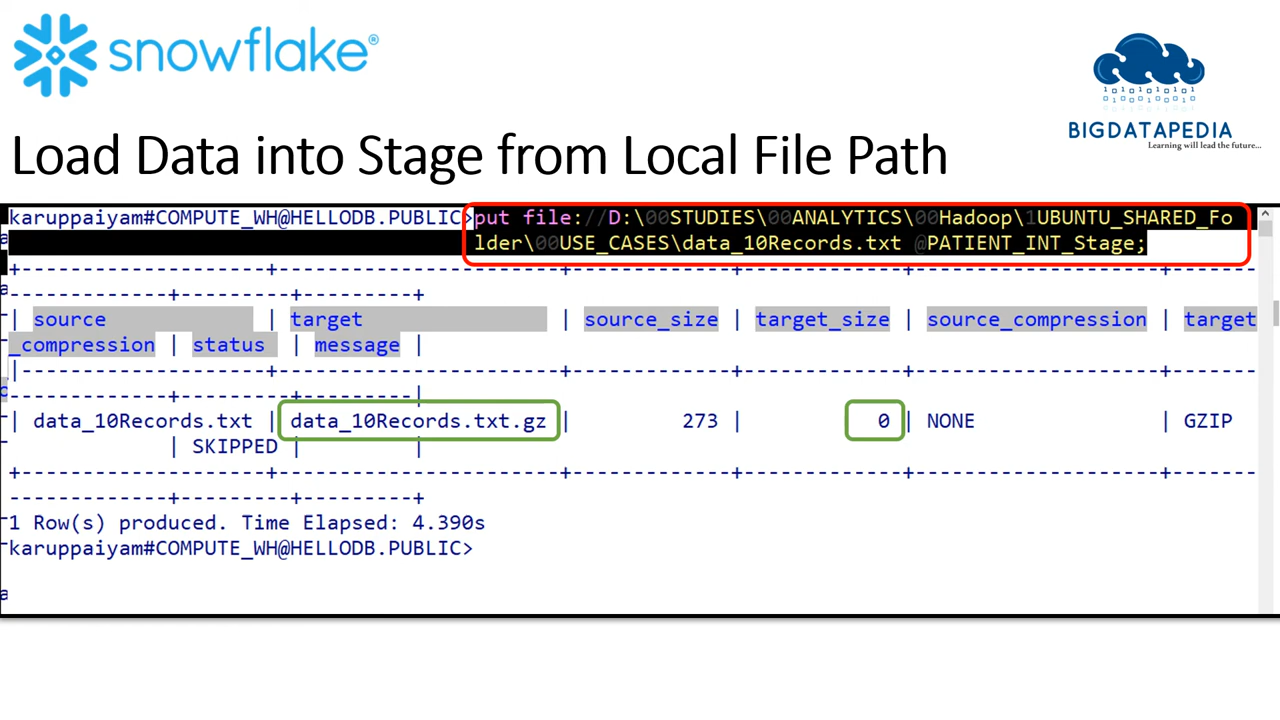 snowflake®
BIGDATAPEDIA
Learning will lead the future...
Load Data into Stage from Local File Path
karuppaiyam#COMPUTE_WH@HELLODB.PUBLIC>put file://D:\00STUDIES\00ANALYTICS\00Hadoop\1UBUNTU_SHARED_Fo
lder\00USE_CASES\data_10Records.txt @PATIENT_INT_Stage;
| source | target | source_size | target_size | source_compression | target
_compression | status | message |
| data_10Records.txt | data_10Records.txt.gz | 273 | 0 | NONE | GZIP
| SKIPPED | |
1 Row(s) produced. Time Elapsed: 4.390s
karuppaiyam#COMPUTE_WH@HELLODB.PUBLIC>